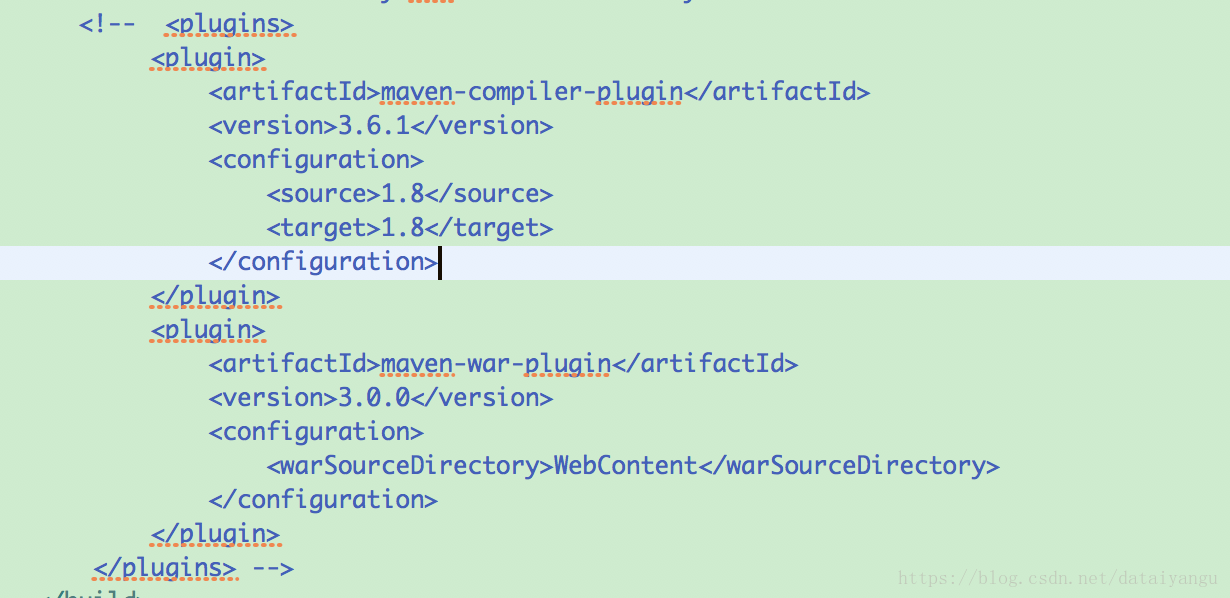 <!--  <plugins>
<plugin>
<artifactId>maven-compiler-plugin</artifactId>
<version>3.6.1</version>
<configuration>
<source>1.8</source>
<target>1.8</target>
</configuration>
</plugin>
<plugin>
<artifactId>maven-war-plugin</artifactId>
<version>3.0.0</version>
<configuration>
<warSourceDirectory>WebContent</warSourceDirectory>
</configuration>
</plugin>
</plugins> -->
https://blog.csdn.net/dataiyangu